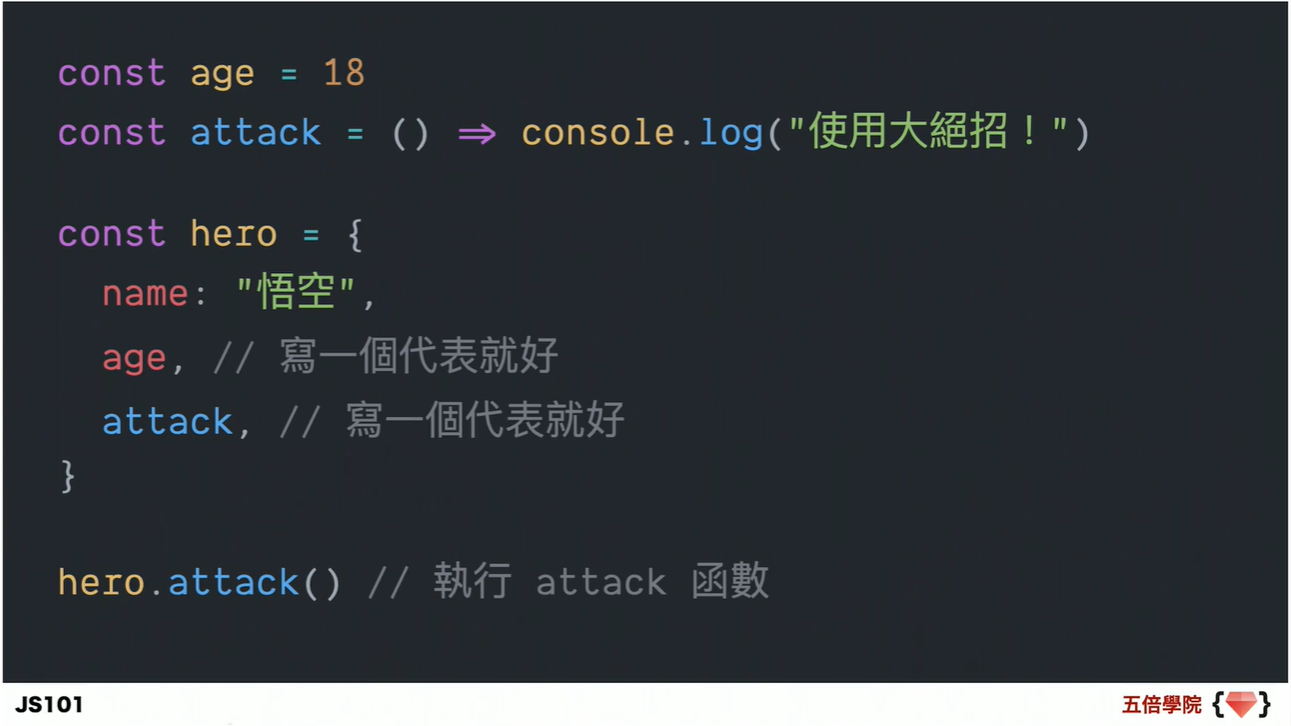 const age = 18
const attack = () => console.log("使用大絕招！")
const hero = {
  name: "悟空",
  age, // 寫一個代表就好
  attack, // 寫一個代表就好
}
hero.attack() // 執行 attack 函數
JS101
五倍學院 { }